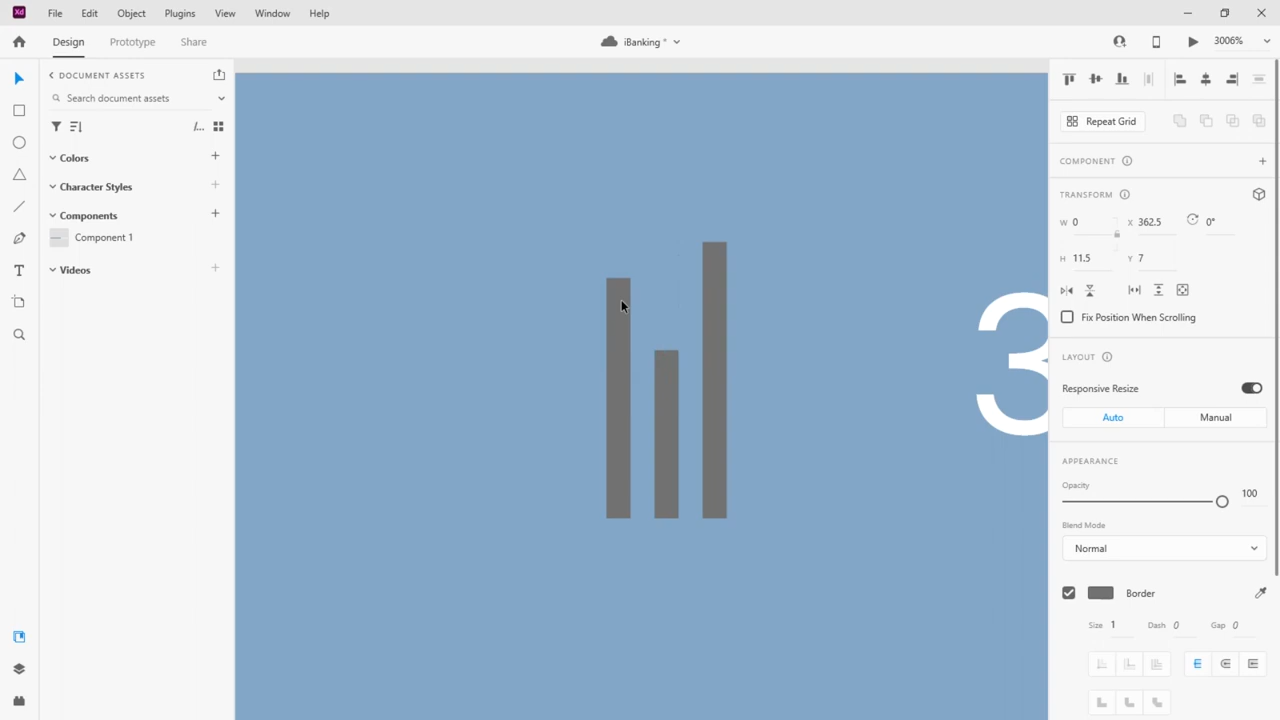 Xd File Edit Object Plugins View Window Help
Design Prototype Share iBanking * 3006%
DOCUMENT ASSETS
Search document assets
/...
Colors
Character Styles
Components
Component 1
Videos
3
Repeat Grid
COMPONENT
TRANSFORM
W 0 X 362.5 0°
H 11.5 Y 7
Fix Position When Scrolling
LAYOUT
Responsive Resize
Auto Manual
APPEARANCE
Opacity
100
Blend Mode
Normal
Border
Size 1 Dash 0 Gap 0